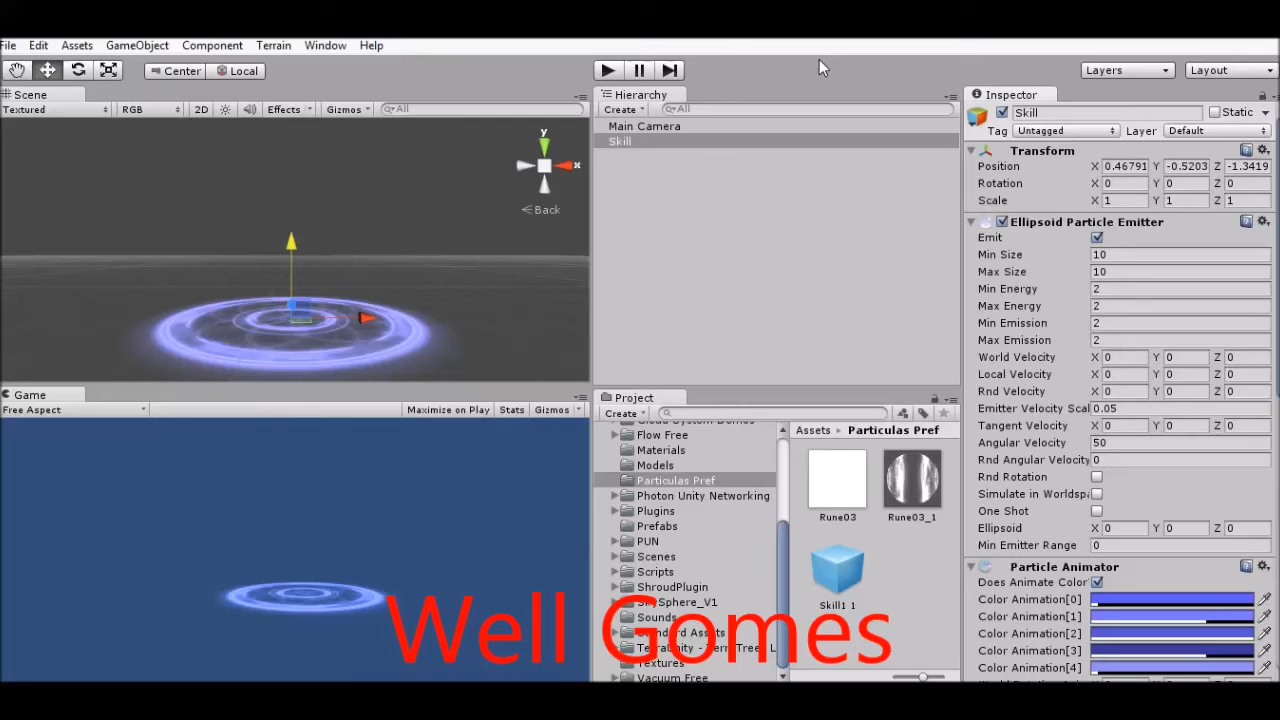 File Edit Assets GameObject Component Terrain Window Help
Center Local Layers Layout
Scene
Textured RGB 2D Effects Gizmos All
y
x
Back
Game
Free Aspect Maximize on Play Stats Gizmos
Hierarchy
Create All
Main Camera
Skill
Project
Create
Flow Free
Materials
Models
Particulas Pref
Photon Unity Networking
Plugins
Prefabs
PUN
Scenes
Scripts
ShroudPlugin
SkySphere_V1
Sounds
Standard Assets
Textures
Vacuum Free
Assets Particulas Pref
Rune03 Rune03_1
Skill1 1
Inspector
Skill Static
Tag Untagged Layer Default
Transform
Position X 0.46791 Y -0.5203 Z -1.3419
Rotation X 0 Y 0 Z 0
Scale X 1 Y 1 Z 1
Ellipsoid Particle Emitter
Emit
Min Size 10
Max Size 10
Min Energy 2
Max Energy 2
Min Emission 2
Max Emission 2
World Velocity X 0 Y 0 Z 0
Local Velocity X 0 Y 0 Z 0
Rnd Velocity X 0 Y 0 Z 0
Emitter Velocity Scal 0.05
Tangent Velocity X 0 Y 0 Z 0
Angular Velocity 50
Rnd Angular Velocity 0
Rnd Rotation
Simulate in Worldspa
One Shot
Ellipsoid X 0 Y 0 Z 0
Min Emitter Range 0
Particle Animator
Does Animate Color
Color Animation[0]
Color Animation[1]
Color Animation[2]
Color Animation[3]
Color Animation[4]
Well Gomes